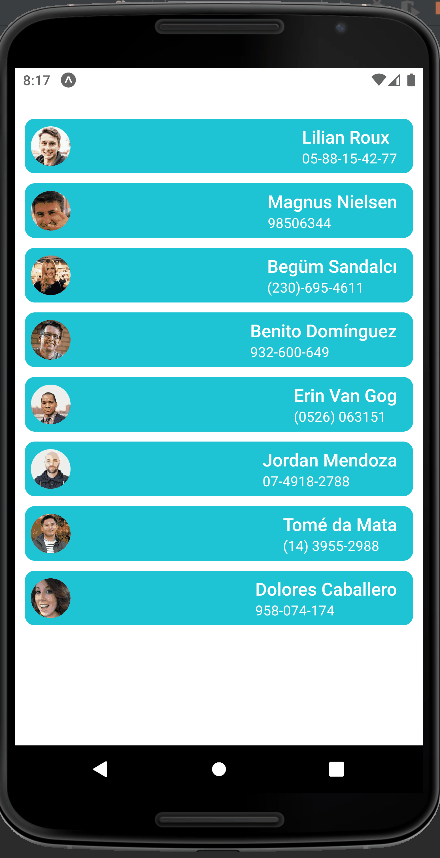 8:17
Lilian Roux
05-88-15-42-77
Magnus Nielsen
98506344
Begüm Sandalcı
(230)-695-4611
Benito Domínguez
932-600-649
Erin Van Gog
(0526) 063151
Jordan Mendoza
07-4918-2788
Tomé da Mata
(14) 3955-2988
Dolores Caballero
958-074-174